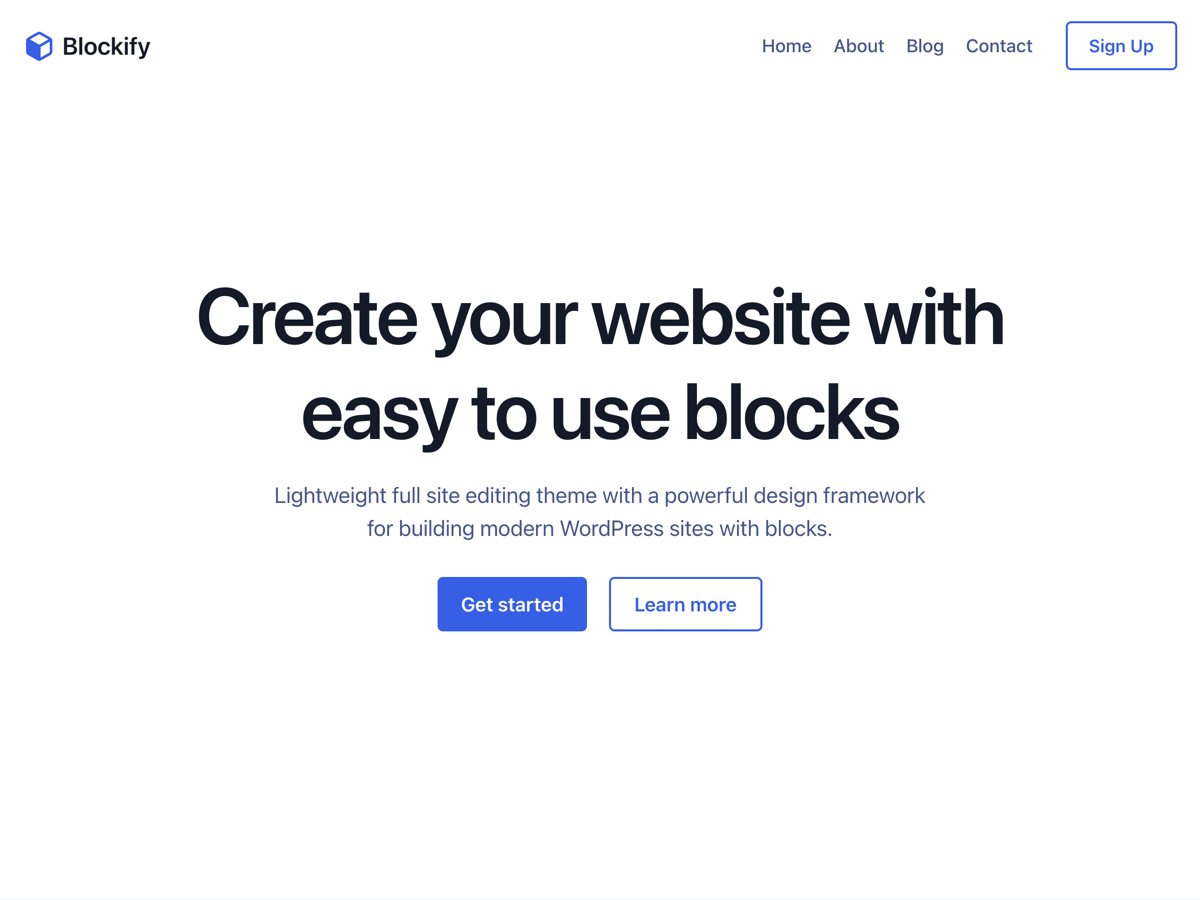 Blockify
Home About Blog Contact Sign Up
Create your website with
easy to use blocks
Lightweight full site editing theme with a powerful design framework
for building modern WordPress sites with blocks.
Get started Learn more